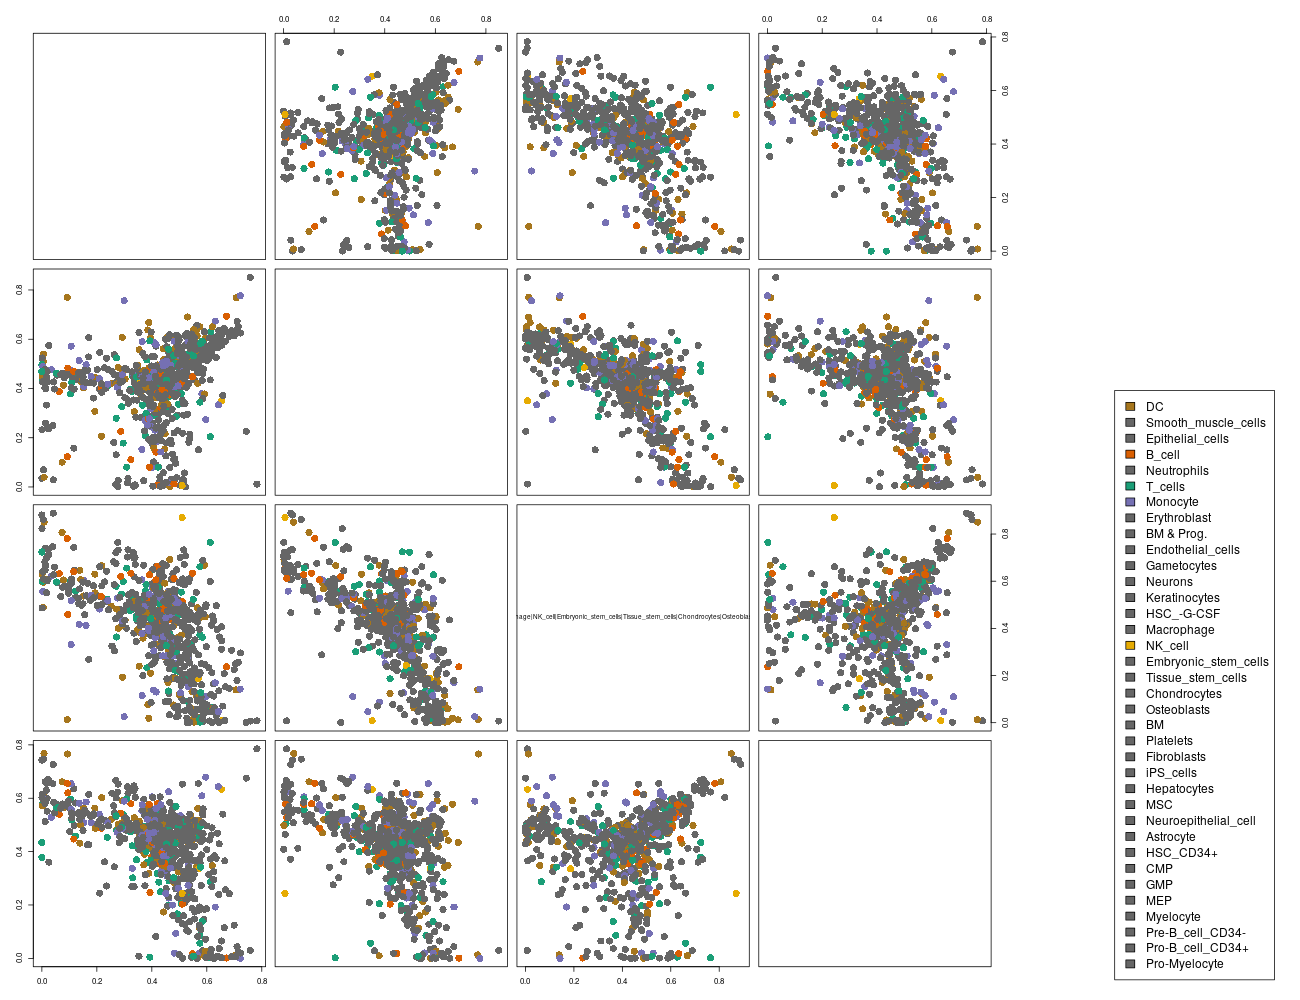 0.0 0.2 0.4 0.6 0.8
0.0 0.2 0.4 0.6 0.8
0.0 0.2 0.4 0.6 0.8
0.0 0.2 0.4 0.6 0.8
0.0 0.2 0.4 0.6 0.8
hage|NK_cell|Embryonic_stem_cells|Tissue_stem_cells|Chondrocytes|Osteobla
0.0 0.2 0.4 0.6 0.8
0.0 0.2 0.4 0.6 0.8
0.0 0.2 0.4 0.6 0.8
DC
Smooth_muscle_cells
Epithelial_cells
B_cell
Neutrophils
T_cells
Monocyte
Erythroblast
BM & Prog.
Endothelial_cells
Gametocytes
Neurons
Keratinocytes
HSC_-G-CSF
Macrophage
NK_cell
Embryonic_stem_cells
Tissue_stem_cells
Chondrocytes
Osteoblasts
BM
Platelets
Fibroblasts
iPS_cells
Hepatocytes
MSC
Neuroepithelial_cell
Astrocyte
HSC_CD34+
CMP
GMP
MEP
Myelocyte
Pre-B_cell_CD34-
Pro-B_cell_CD34+
Pro-Myelocyte